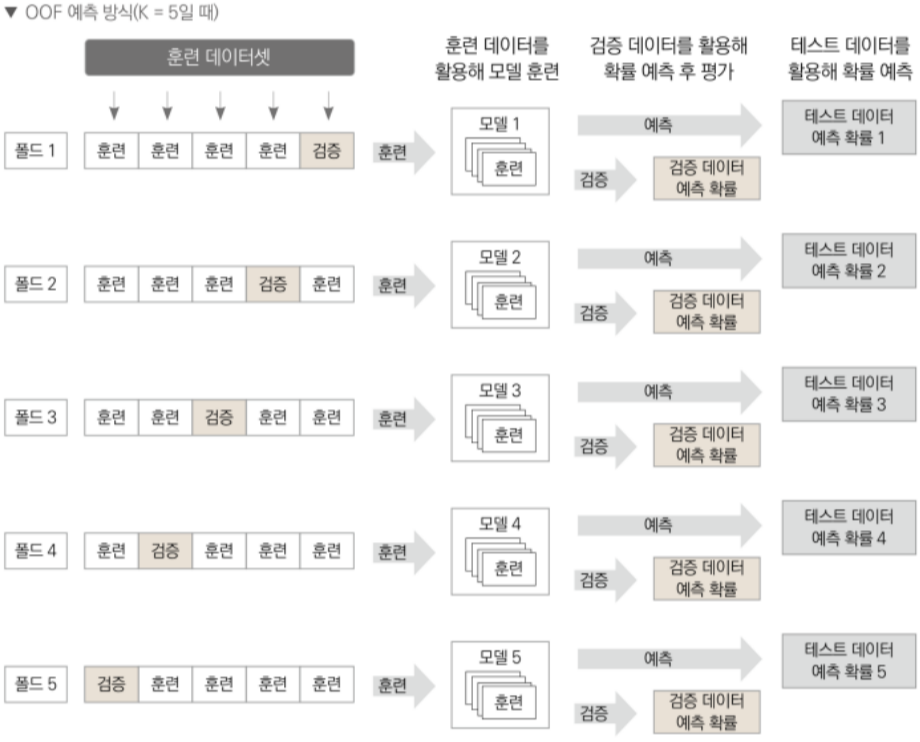 ▼ OOF 예측 방식(K = 5일 때)
훈련 데이터셋
훈련 데이터를
활용해 모델 훈련
검증 데이터를 활용해
확률 예측 후 평가
테스트 데이터를
활용해 확률 예측
폴드 1
훈련 훈련 훈련 훈련 검증
훈련
모델 1
훈련
예측
검증
검증 데이터
예측 확률
테스트 데이터
예측 확률 1
폴드 2
훈련 훈련 훈련 검증 훈련
훈련
모델 2
훈련
예측
검증
검증 데이터
예측 확률
테스트 데이터
예측 확률 2
폴드 3
훈련 훈련 검증 훈련 훈련
훈련
모델 3
훈련
예측
검증
검증 데이터
예측 확률
테스트 데이터
예측 확률 3
폴드 4
훈련 검증 훈련 훈련 훈련
훈련
모델 4
훈련
예측
검증
검증 데이터
예측 확률
테스트 데이터
예측 확률 4
폴드 5
검증 훈련 훈련 훈련 훈련
훈련
모델 5
훈련
예측
검증
검증 데이터
예측 확률
테스트 데이터
예측 확률 5